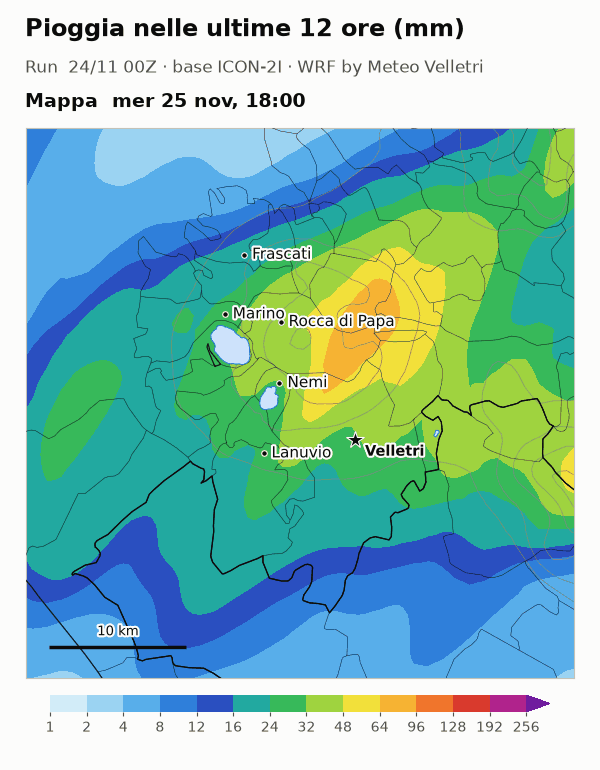 Pioggia nelle ultime 12 ore (mm)
Run 24/11 00Z · base ICON-2I · WRF by Meteo Velletri
Mappa mer 25 nov, 18:00
Frascati
Marino
Rocca di Papa
Nemi
Velletri
Lanuvio
10 km
1 2 4 8 12 16 24 32 48 64 96 128 192 256